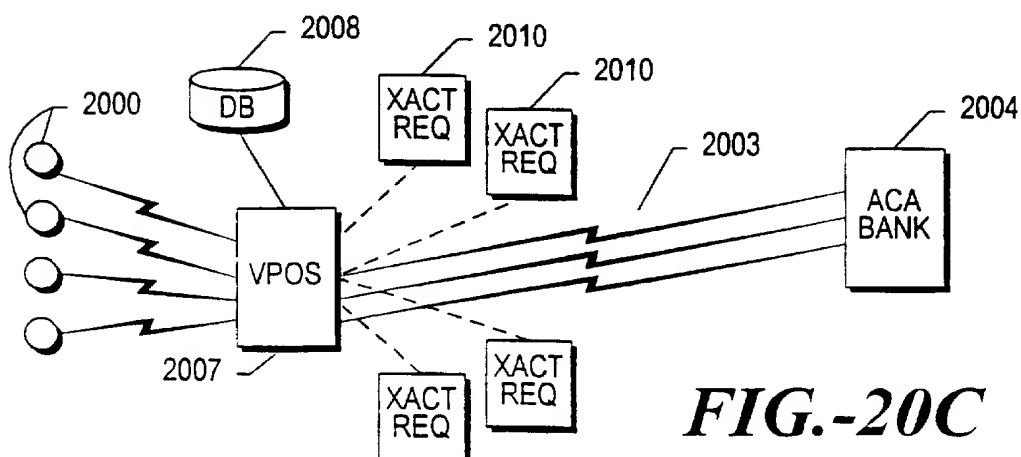 2008
2010
2010
2000
DB
XACT
REQ
XACT
REQ
2003
2004
ACA
BANK
VPOS
2007
XACT
REQ
XACT
REQ
FIG.-20C